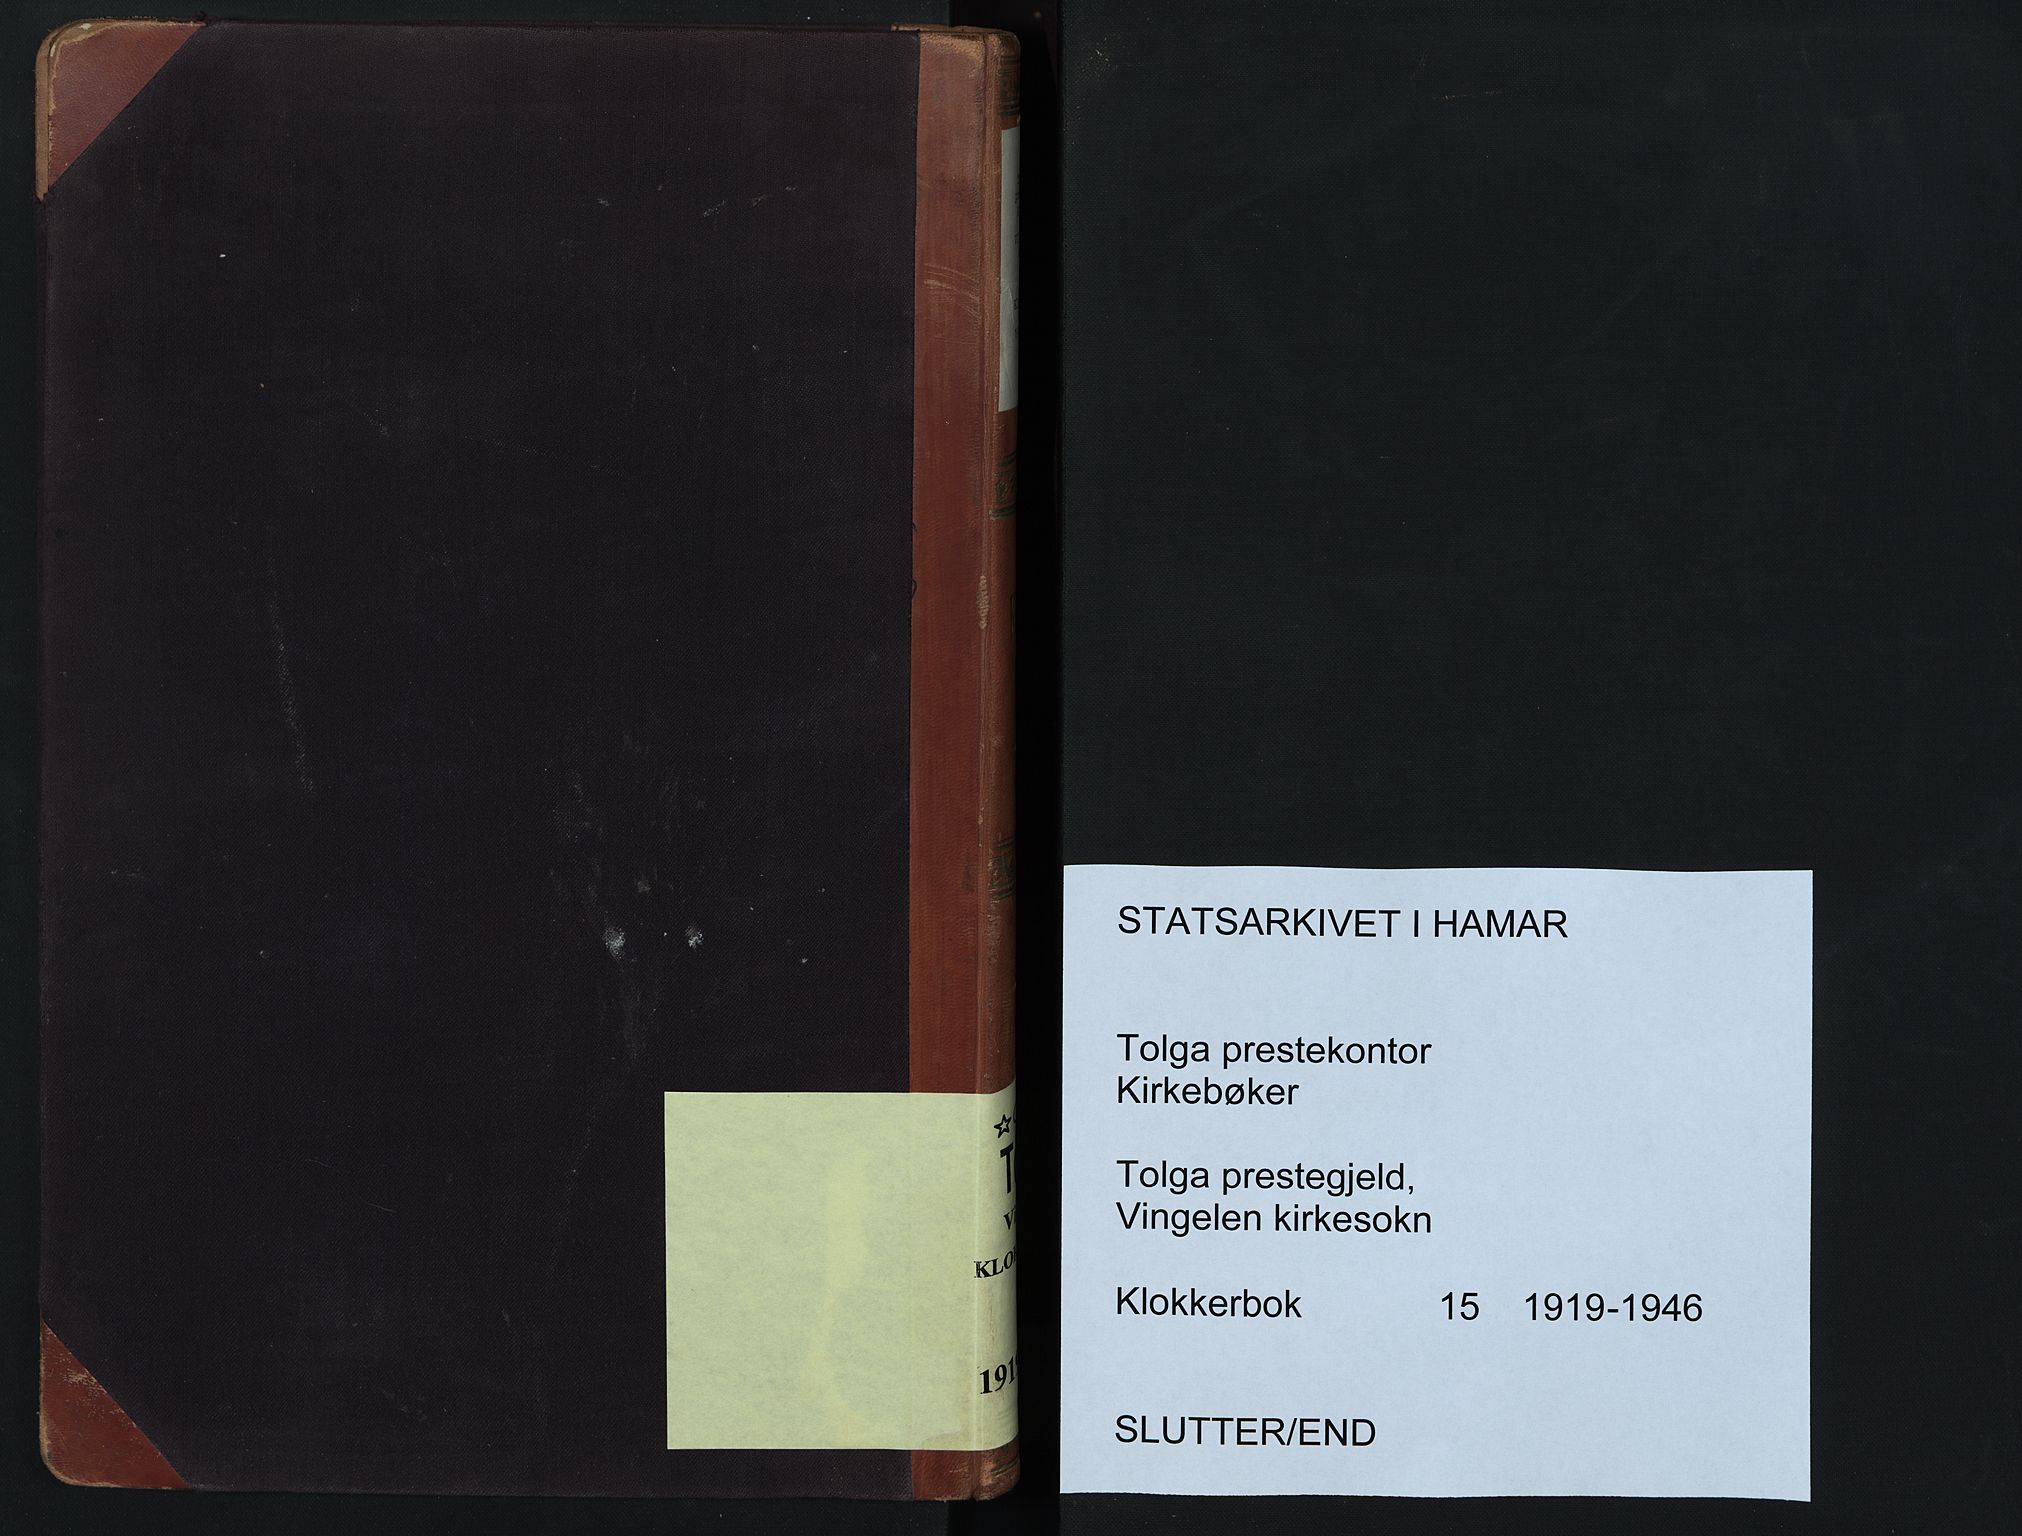 STATSARKIVET I HAMAR
Tolga prestekontor
Kirkebøker
Tolga prestegjeld,
Vingelen kirkesokn
Klokkerbok 15 1919-1946
SLUTTER/END